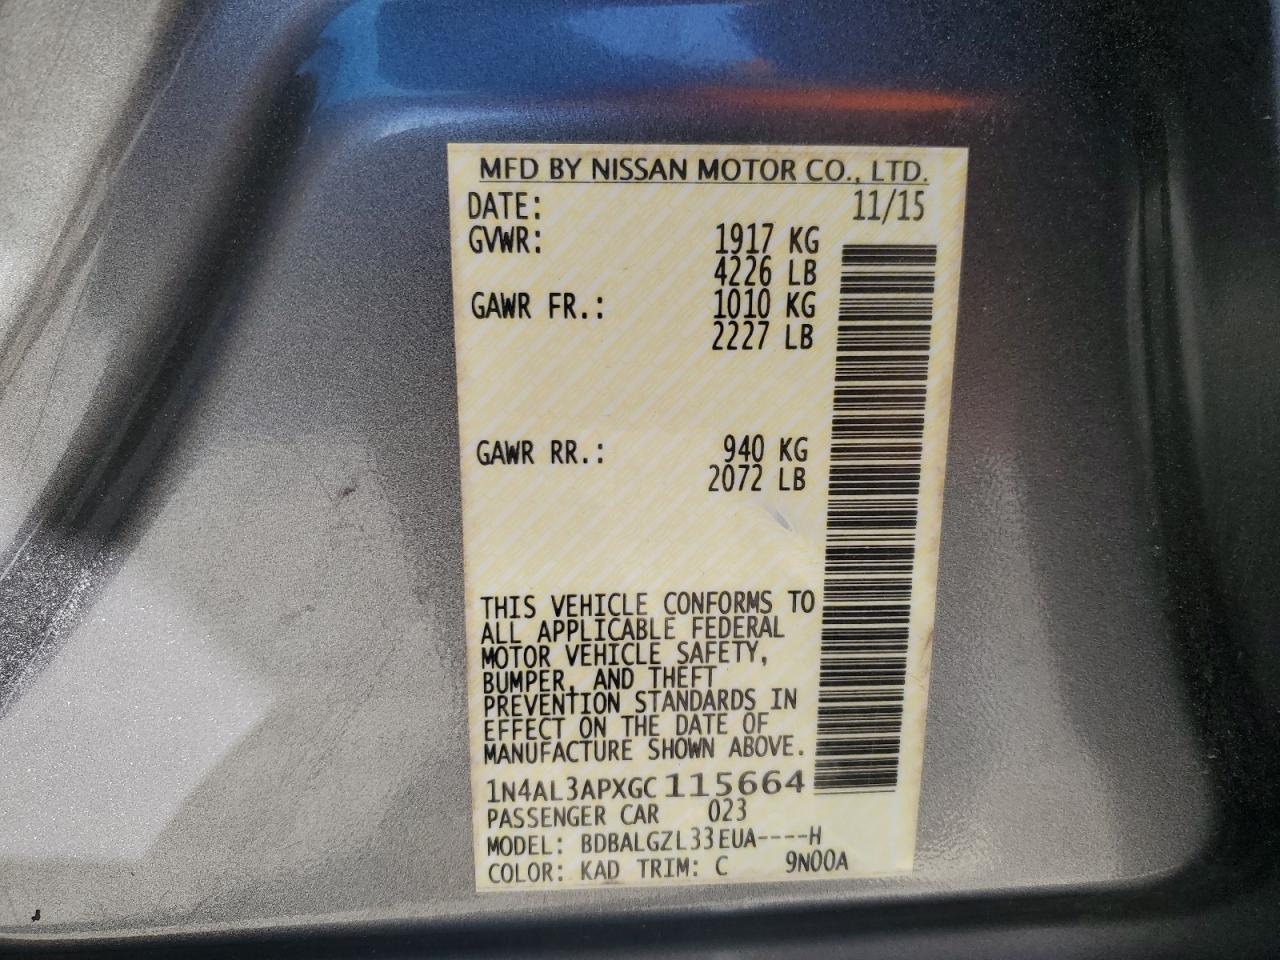 MFD BY NISSAN MOTOR CO., LTD.
DATE: 11/15
GVWR: 1917 KG
4226 LB
GAWR FR.: 1010 KG
2227 LB
GAWR RR.: 940 KG
2072 LB
THIS VEHICLE CONFORMS TO
ALL APPLICABLE FEDERAL
MOTOR VEHICLE SAFETY,
BUMPER, AND THEFT
PREVENTION STANDARDS IN
EFFECT ON THE DATE OF
MANUFACTURE SHOWN ABOVE.
1N4AL3APXGC115664
PASSENGER CAR 023
MODEL: BDBALGZL33EUA----H
COLOR: KAD TRIM: C 9N00A